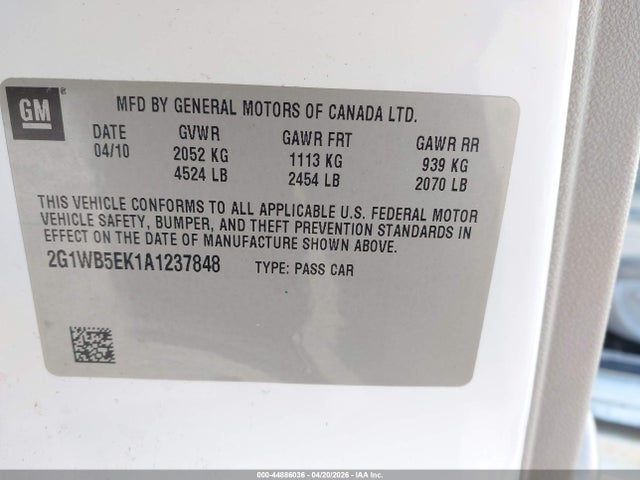 GM
MFD BY GENERAL MOTORS OF CANADA LTD.
DATE GVWR GAWR FRT GAWR RR
04/10 2052 KG 1113 KG 939 KG
4524 LB 2454 LB 2070 LB
THIS VEHICLE CONFORMS TO ALL APPLICABLE U.S. FEDERAL MOTOR
VEHICLE SAFETY, BUMPER, AND THEFT PREVENTION STANDARDS IN
EFFECT ON THE DATE OF MANUFACTURE SHOWN ABOVE.
2G1WB5EK1A1237848 TYPE: PASS CAR
000-44886036 - 04/20/2026 - IAA Inc.